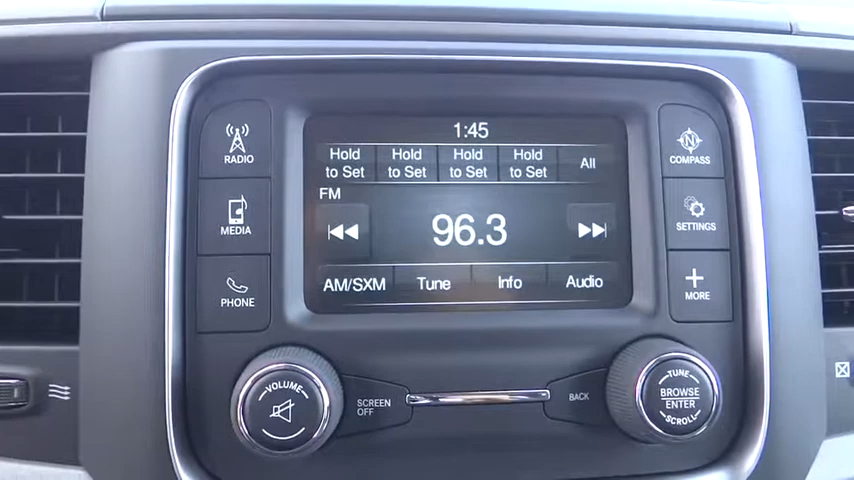 1:45
Hold to Set
Hold to Set
Hold to Set
Hold to Set
All
FM
96.3
AM/SXM
Tune
Info
Audio
RADIO
MEDIA
PHONE
COMPASS
SETTINGS
MORE
VOLUME
SCREEN OFF
BACK
TUNE
BROWSE
ENTER
SCROLL